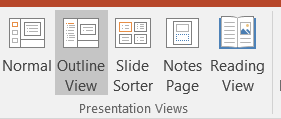 Normal Outline Slide Notes Reading
View Sorter Page View
Presentation Views